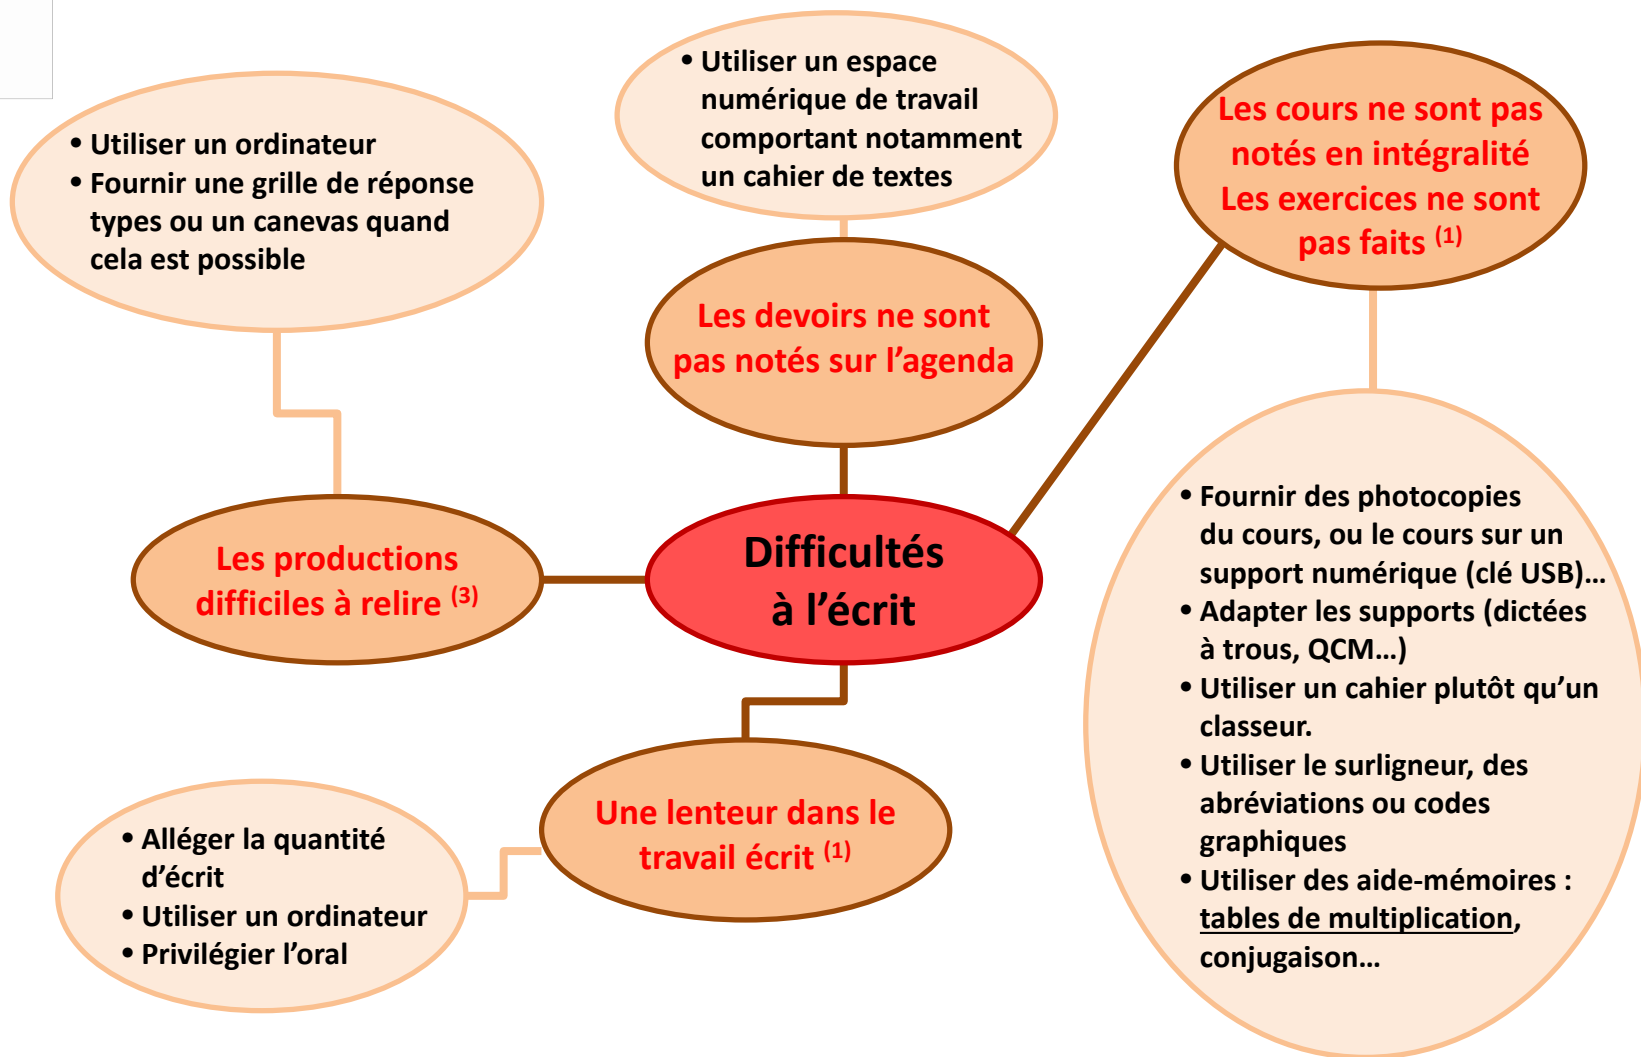 • Utiliser un ordinateur
• Fournir une grille de réponse
types ou un canevas quand
cela est possible
• Utiliser un espace
numérique de travail
comportant notamment
un cahier de textes
Les cours ne sont pas
notés en intégralité
Les exercices ne sont
pas faits (1)
Les devoirs ne sont
pas notés sur l’agenda
Les productions
difficiles à relire (3)
Difficultés
à l’écrit
• Fournir des photocopies
du cours, ou le cours sur un
support numérique (clé USB)…
• Adapter les supports (dictées
à trous, QCM…)
• Utiliser un cahier plutôt qu’un
classeur.
• Utiliser le surligneur, des
abréviations ou codes
graphiques
• Utiliser des aide-mémoires :
tables de multiplication,
conjugaison…
Une lenteur dans le
travail écrit (1)
• Alléger la quantité
d’écrit
• Utiliser un ordinateur
• Privilégier l’oral